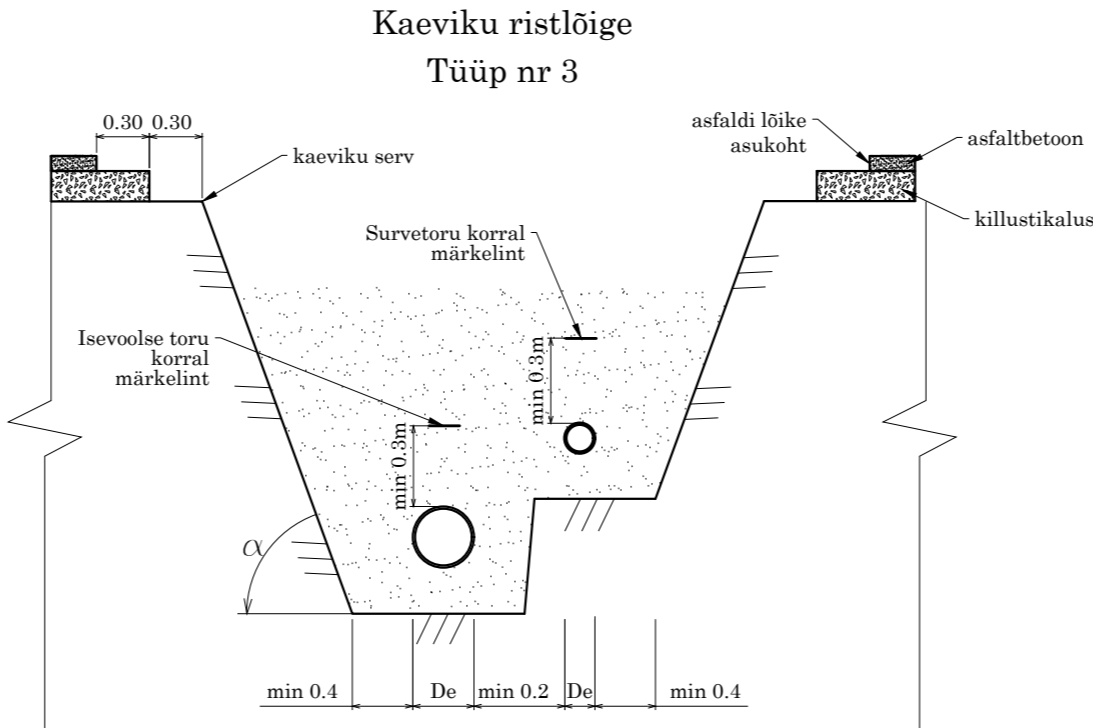 Kaeviku ristlõige
Tüüp nr 3
0.30 0.30
kaeviku serv
asfaldi lõike
asukoht
asfaltbetoon
killustikalus
Survetoru korral
märkelint
Isevoolse toru
korral
märkelint
min 0.3m
min 0.3m
α
min 0.4 De min 0.2 De min 0.4